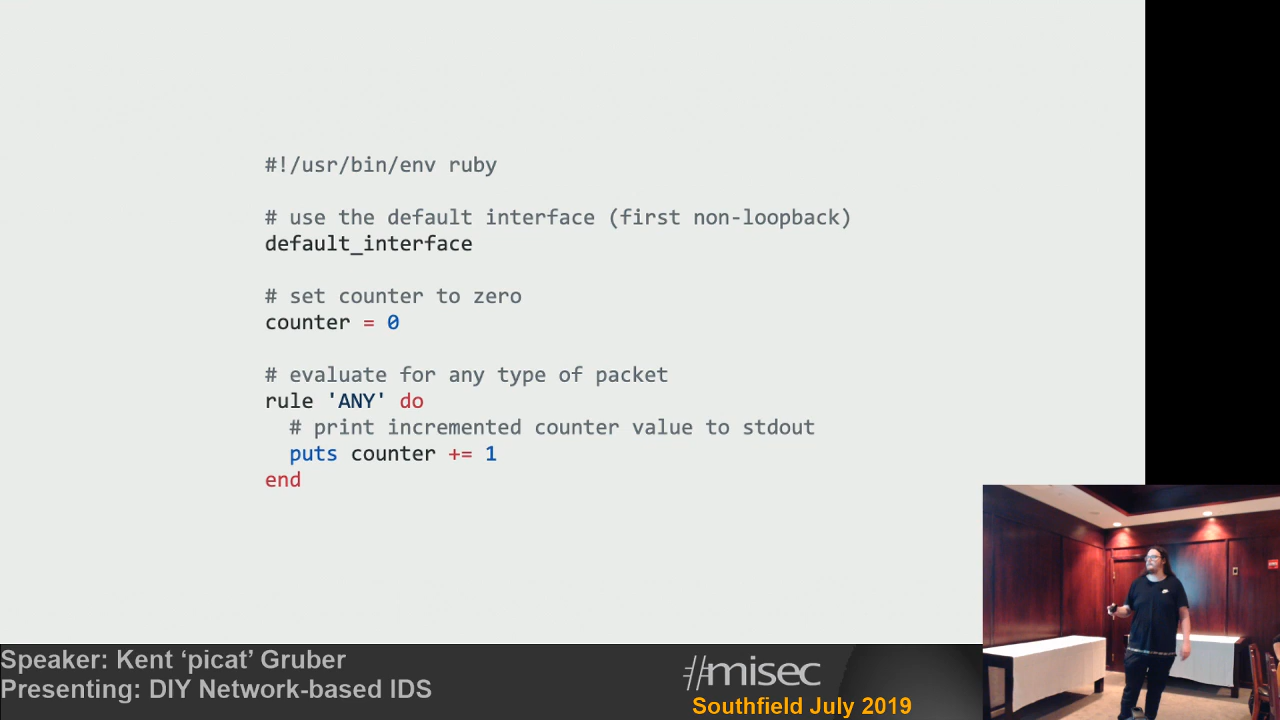 #!/usr/bin/env ruby
# use the default interface (first non-loopback)
default_interface
# set counter to zero
counter = 0
# evaluate for any type of packet
rule 'ANY' do
# print incremented counter value to stdout
puts counter += 1
end
Speaker: Kent ‘picat’ Gruber
Presenting: DIY Network-based IDS
#misec
Southfield July 2019